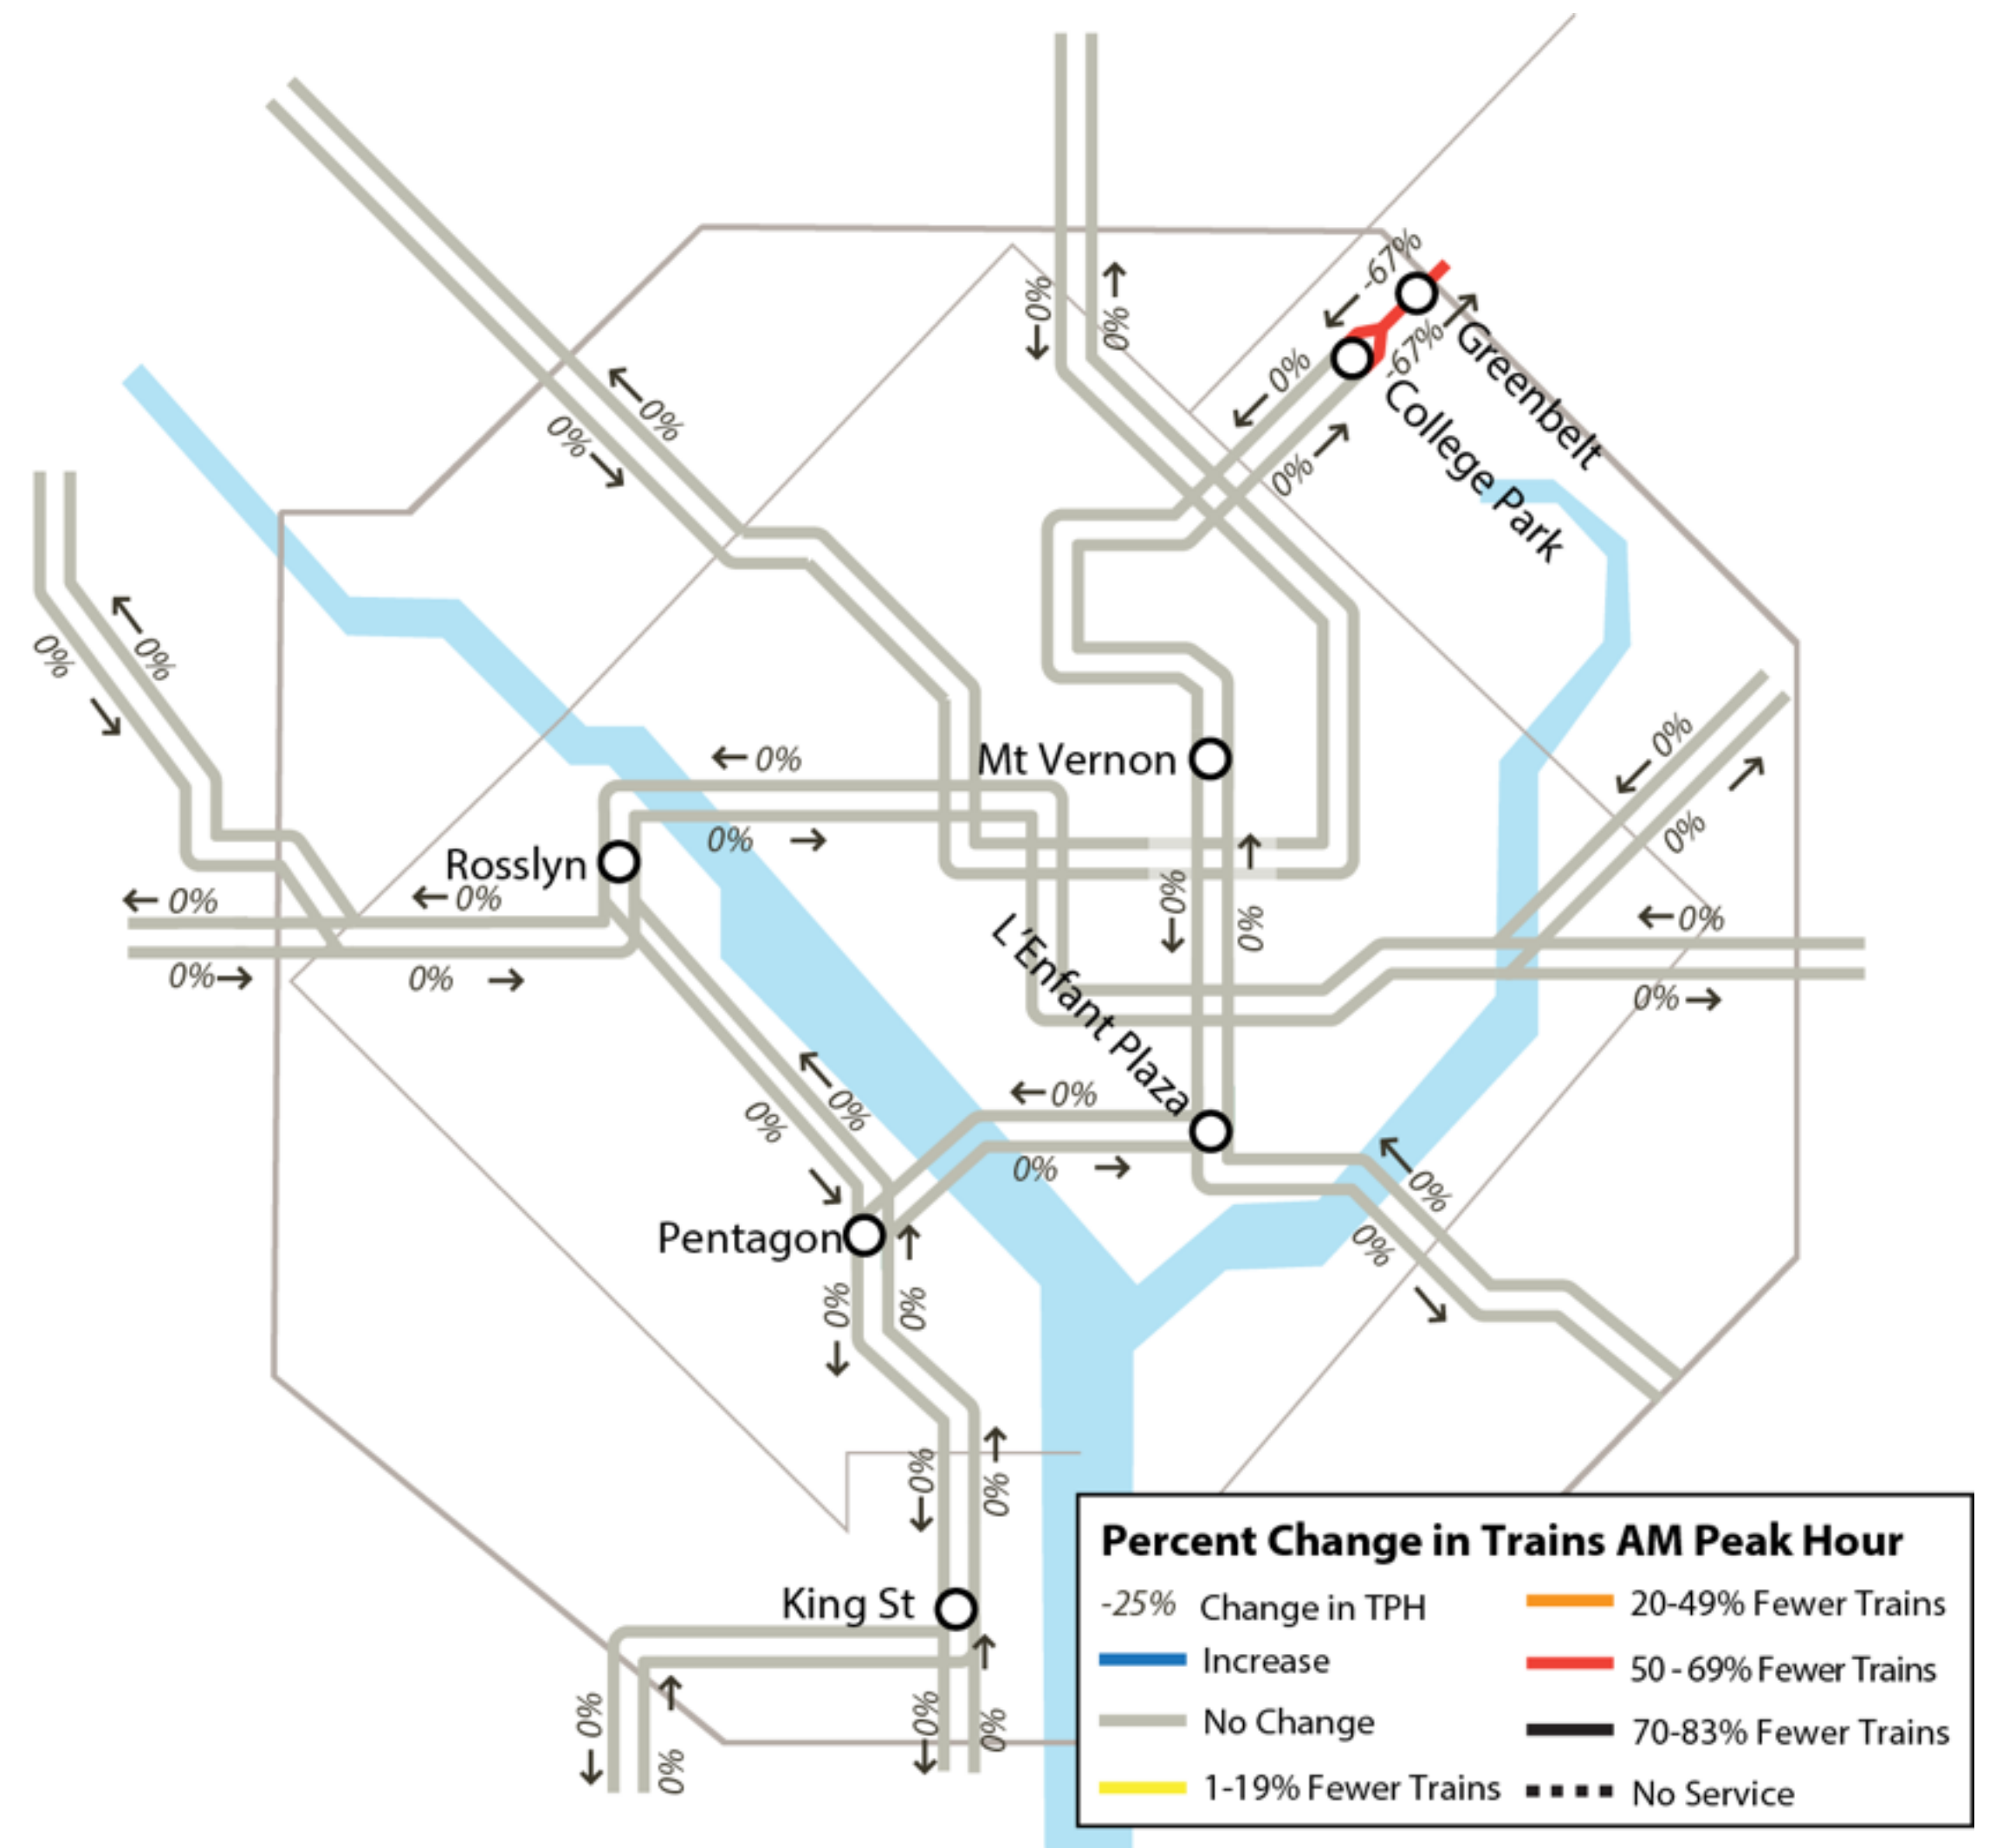 -67%
-67%
Greenbelt
College Park
←0%
0%→
0%
0%
←0%
0%→
←0%
0%→
←0%
0%→
Mt Vernon
←0%
0%→
Rosslyn
←0%
←0%
0%→
0%→
0%
0%
L'Enfant Plaza
←0%
0%→
←0%
0%→
←0%
0%→
←0%
0%→
←0%
0%→
Pentagon
0%
0%
0%
0%
King St
0%
0%
0%
0%
Percent Change in Trains AM Peak Hour
-25% Change in TPH
Increase
No Change
1-19% Fewer Trains
20-49% Fewer Trains
50 - 69% Fewer Trains
70-83% Fewer Trains
No Service